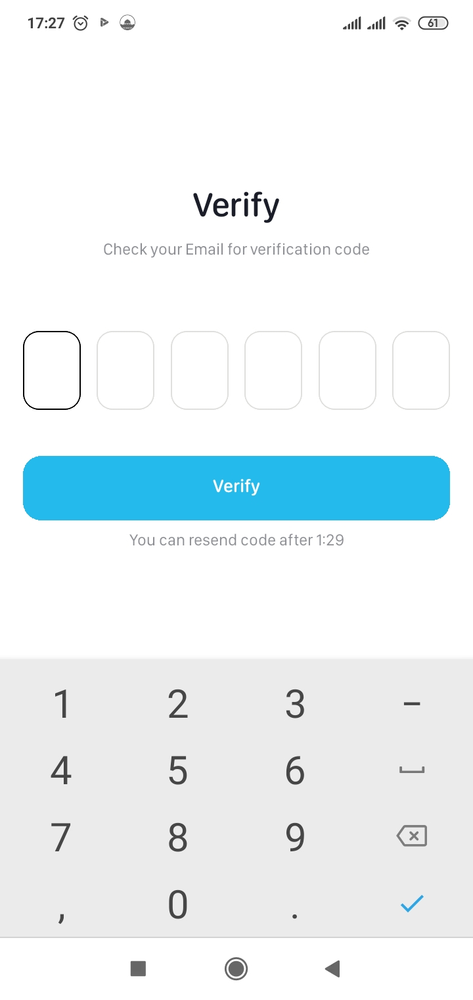 17:27 61
Verify
Check your Email for verification code
Verify
You can resend code after 1:29
1 2 3 –
4 5 6
7 8 9
, 0 .